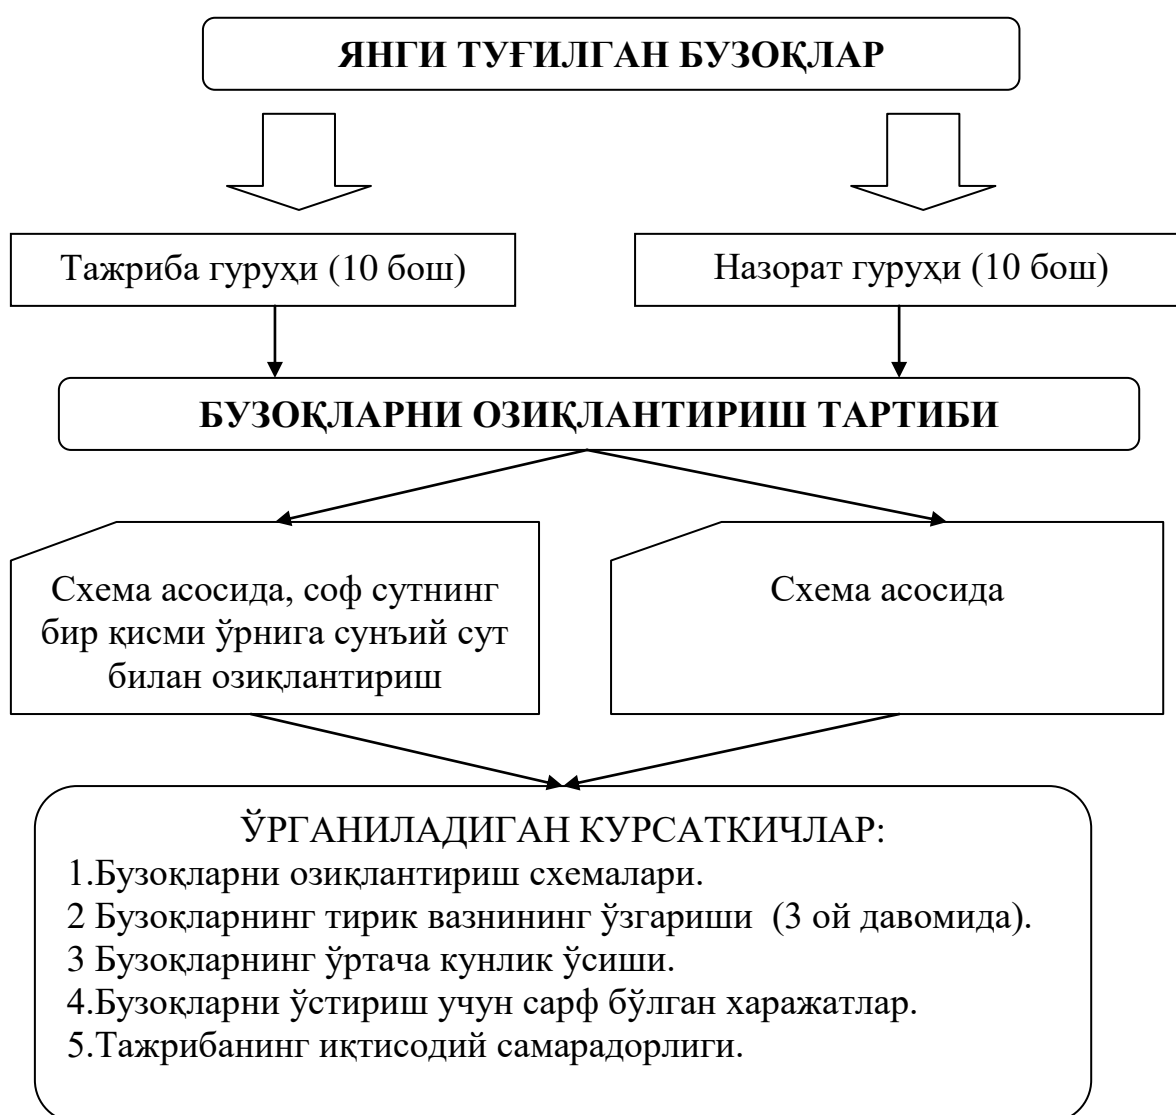 ЯНГИ ТУҒИЛГАН БУЗОҚЛАР
Тажриба гуруҳи (10 бош)
Назорат гуруҳи (10 бош)
БУЗОҚЛАРНИ ОЗИҚЛАНТИРИШ ТАРТИБИ
Схема асосида, соф сутнинг
бир қисми ўрнига сунъий сут
билан озиқлантириш
Схема асосида
ЎРГАНИЛАДИГАН КУРСАТКИЧЛАР:
1.Бузоқларни озиқлантириш схемалари.
2 Бузоқларнинг тирик вазнининг ўзгариши (3 ой давомида).
3 Бузоқларнинг ўртача кунлик ўсиши.
4.Бузоқларни ўстириш учун сарф бўлган харажатлар.
5.Тажрибанинг иқтисодий самарадорлиги.